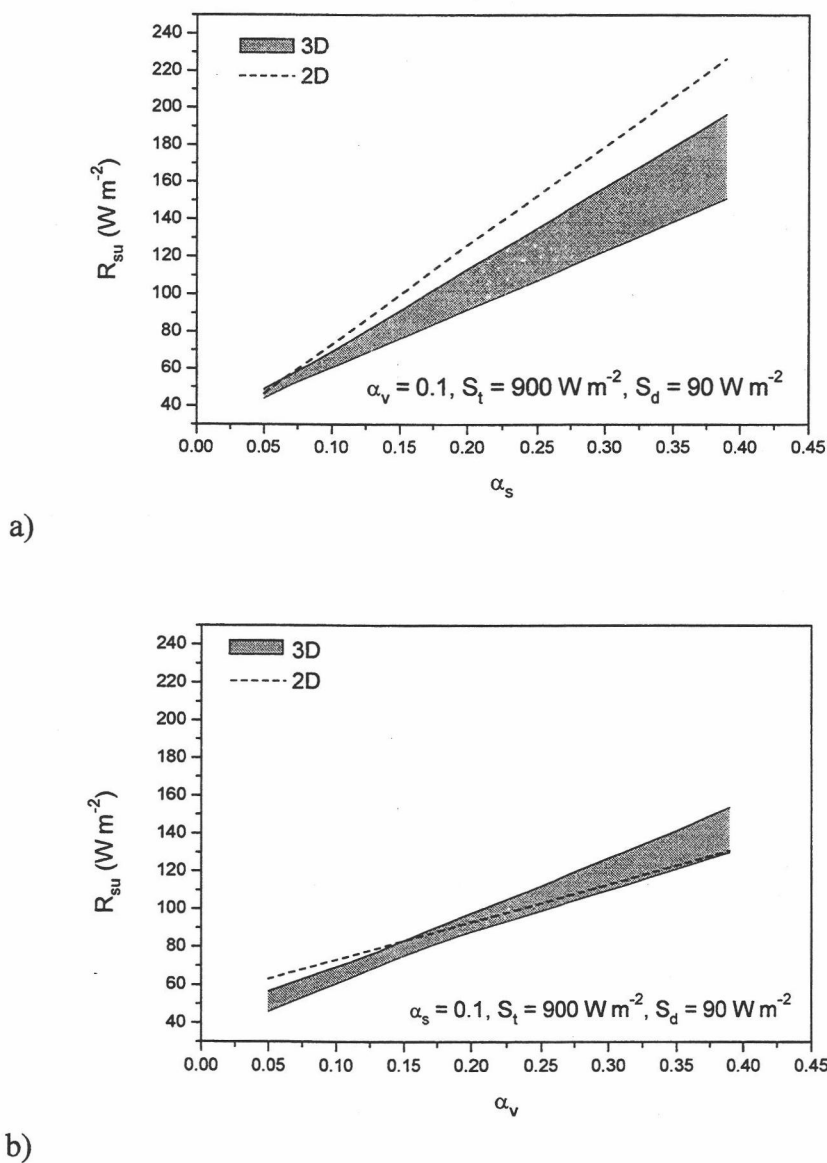 3D
2D
240
220
200
180
160
140
120
100
80
60
40
R_su (W m⁻²)
α_v = 0.1, S_t = 900 W m⁻², S_d = 90 W m⁻²
0.00 0.05 0.10 0.15 0.20 0.25 0.30 0.35 0.40 0.45
α_s
a)
3D
2D
240
220
200
180
160
140
120
100
80
60
40
R_su (W m⁻²)
α_s = 0.1, S_t = 900 W m⁻², S_d = 90 W m⁻²
0.00 0.05 0.10 0.15 0.20 0.25 0.30 0.35 0.40 0.45
α_v
b)